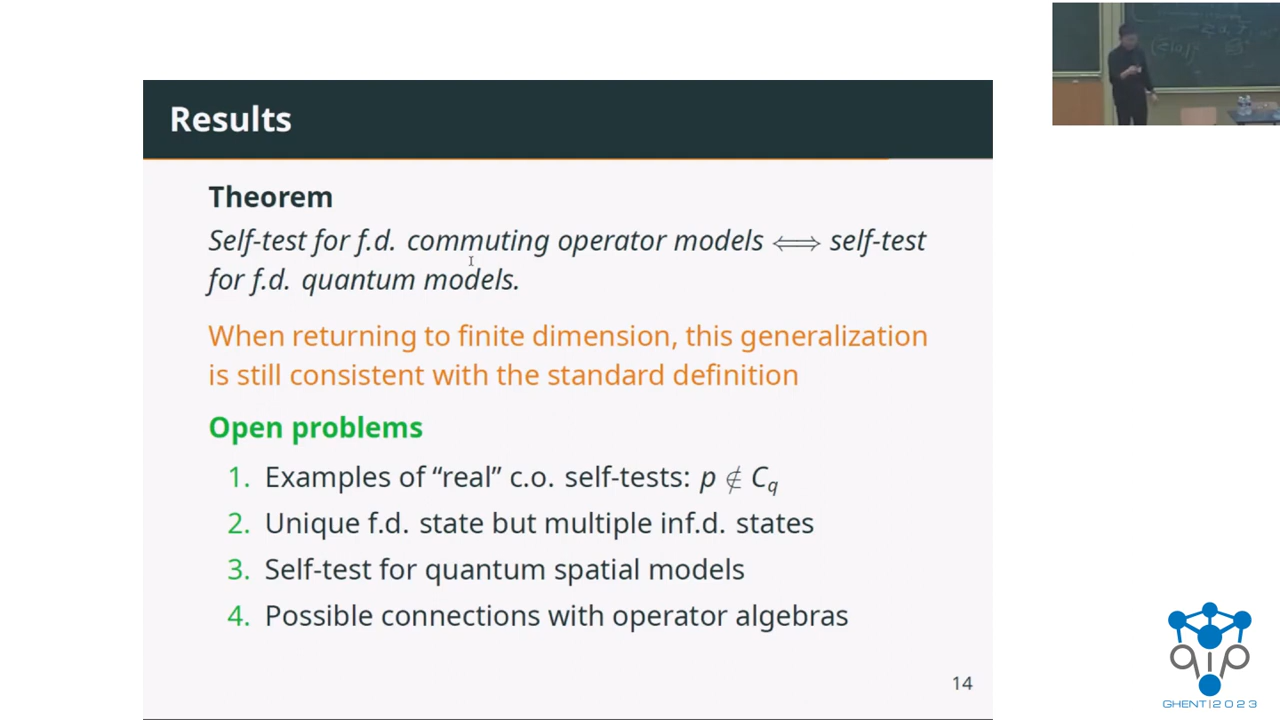 Results
Theorem
Self-test for f.d. commuting operator models ⟺ self-test
for f.d. quantum models.
When returning to finite dimension, this generalization
is still consistent with the standard definition
Open problems
1. Examples of “real” c.o. self-tests: p ∉ C_q
2. Unique f.d. state but multiple inf.d. states
3. Self-test for quantum spatial models
4. Possible connections with operator algebras
14
qip
GHENT|2023